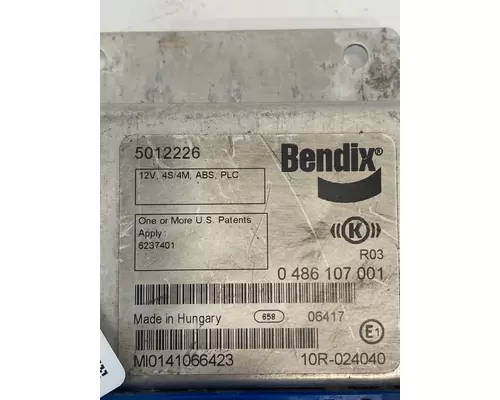 5012226
Bendix®
12V, 4S/4M, ABS, PLC
One or More U.S. Patents
Apply :
6237401
K
R03
0 486 107 001
Made in Hungary
658
06417
E1
MI0141066423
10R-024040